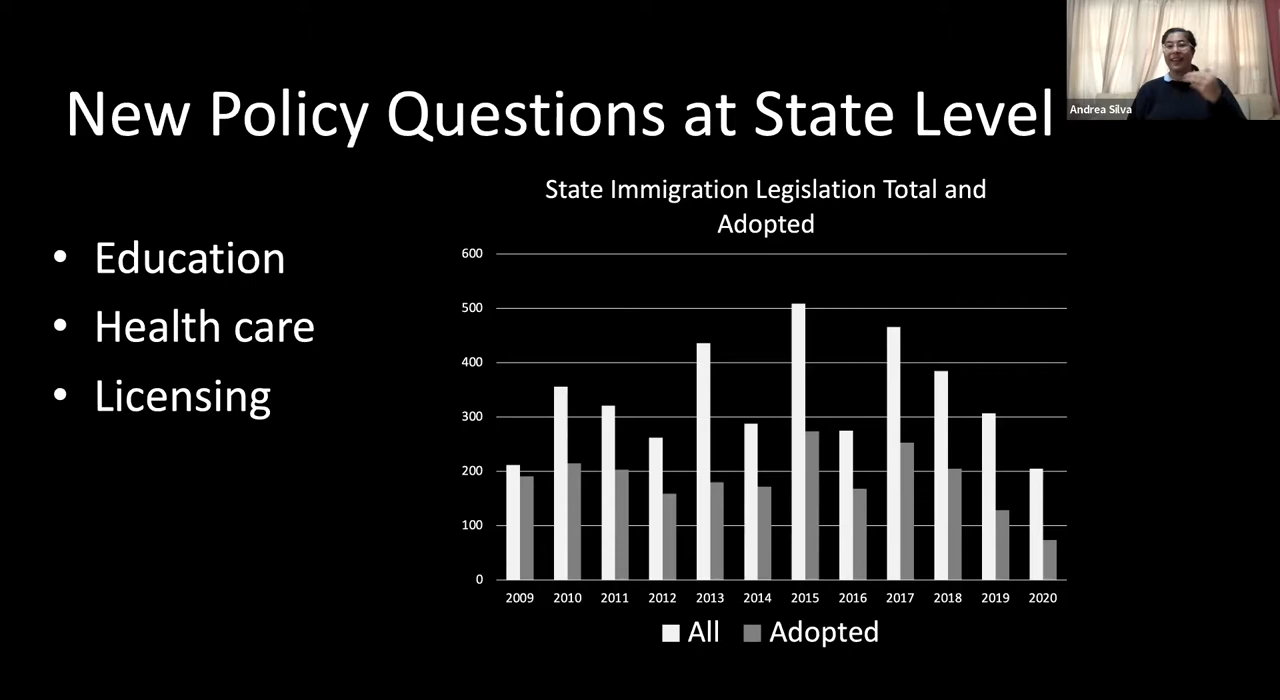 New Policy Questions at State Level
Andrea Silva
• Education
• Health care
• Licensing
State Immigration Legislation Total and
Adopted
600
500
400
300
200
100
0
2009 2010 2011 2012 2013 2014 2015 2016 2017 2018 2019 2020
All Adopted